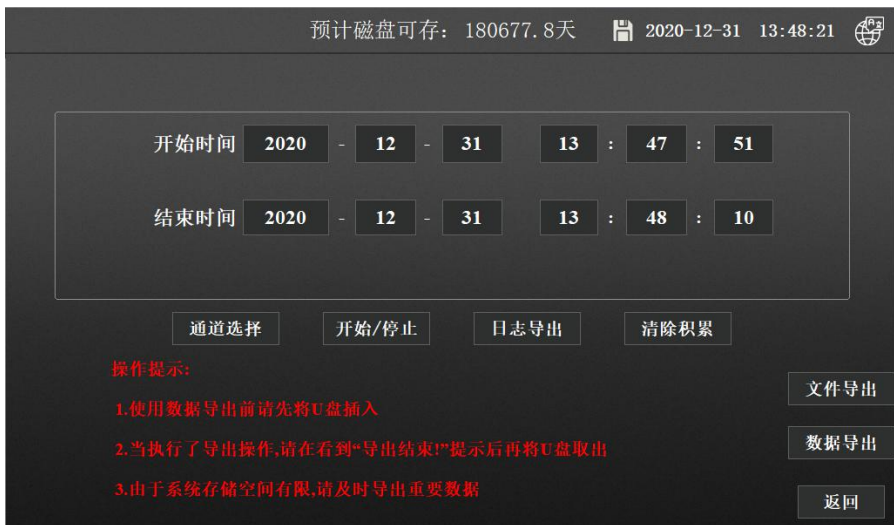 预计磁盘可存: 180677.8天 2020-12-31 13:48:21
开始时间 2020 - 12 - 31 13 : 47 : 51
结束时间 2020 - 12 - 31 13 : 48 : 10
通道选择 开始/停止 日志导出 清除积累
操作提示:
文件导出
1.使用数据导出前请先将U盘插入
2.当执行了导出操作,请在看到“导出结束!”提示后再将U盘取出
数据导出
3.由于系统存储空间有限,请及时导出重要数据
返回